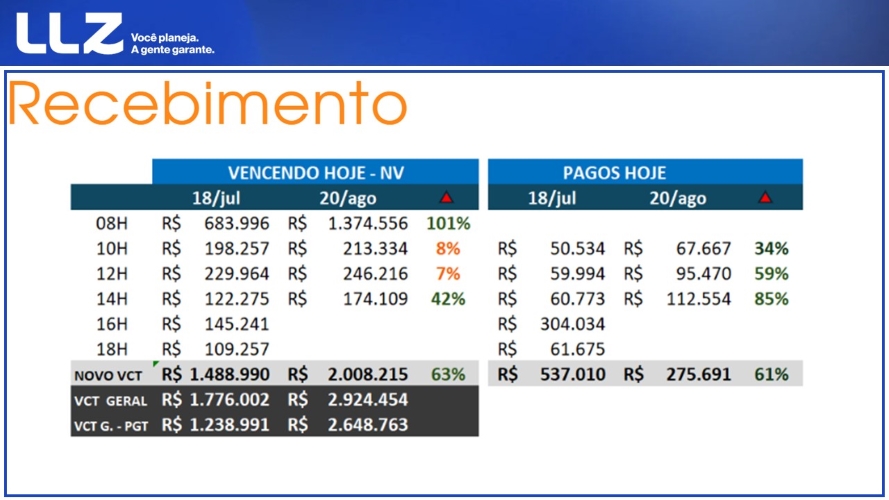 LLZ Você planeja.
A gente garante.
Recebimento
VENCENDO HOJE - NV PAGOS HOJE
18/jul 20/ago 18/jul 20/ago
08H R$ 683.996 R$ 1.374.556 101%
10H R$ 198.257 R$ 213.334 8% R$ 50.534 R$ 67.667 34%
12H R$ 229.964 R$ 246.216 7% R$ 59.994 R$ 95.470 59%
14H R$ 122.275 R$ 174.109 42% R$ 60.773 R$ 112.554 85%
16H R$ 145.241 R$ 304.034
18H R$ 109.257 R$ 61.675
NOVO VCT R$ 1.488.990 R$ 2.008.215 63% R$ 537.010 R$ 275.691 61%
VCT GERAL R$ 1.776.002 R$ 2.924.454
VCT G. - PGT R$ 1.238.991 R$ 2.648.763